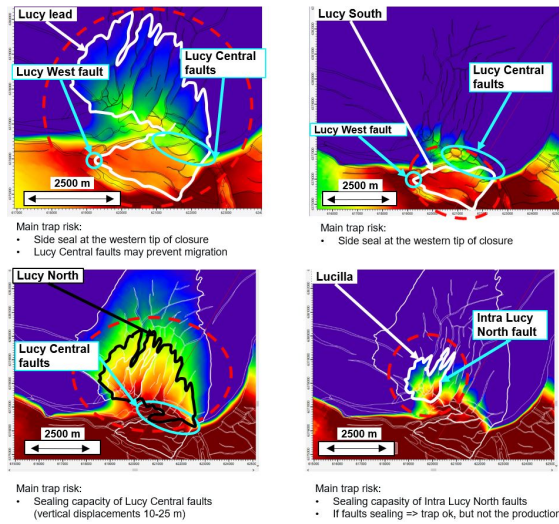 Lucy lead
Lucy West fault
Lucy Central
faults
2500 m
Main trap risk:
• Side seal at the western tip of closure
• Lucy Central faults may prevent migration
Lucy South
Lucy Central
faults
Lucy West fault
2500 m
Main trap risk:
• Side seal at the western tip of closure
Lucy North
Lucy Central
faults
2500 m
Main trap risk:
• Sealing capacity of Lucy Central faults
(vertical displacements 10-25 m)
Lucilla
Intra Lucy
North fault
2500 m
Main trap risk:
• Sealing capasity of Intra Lucy North faults
• If faults sealing => trap ok, but not the production